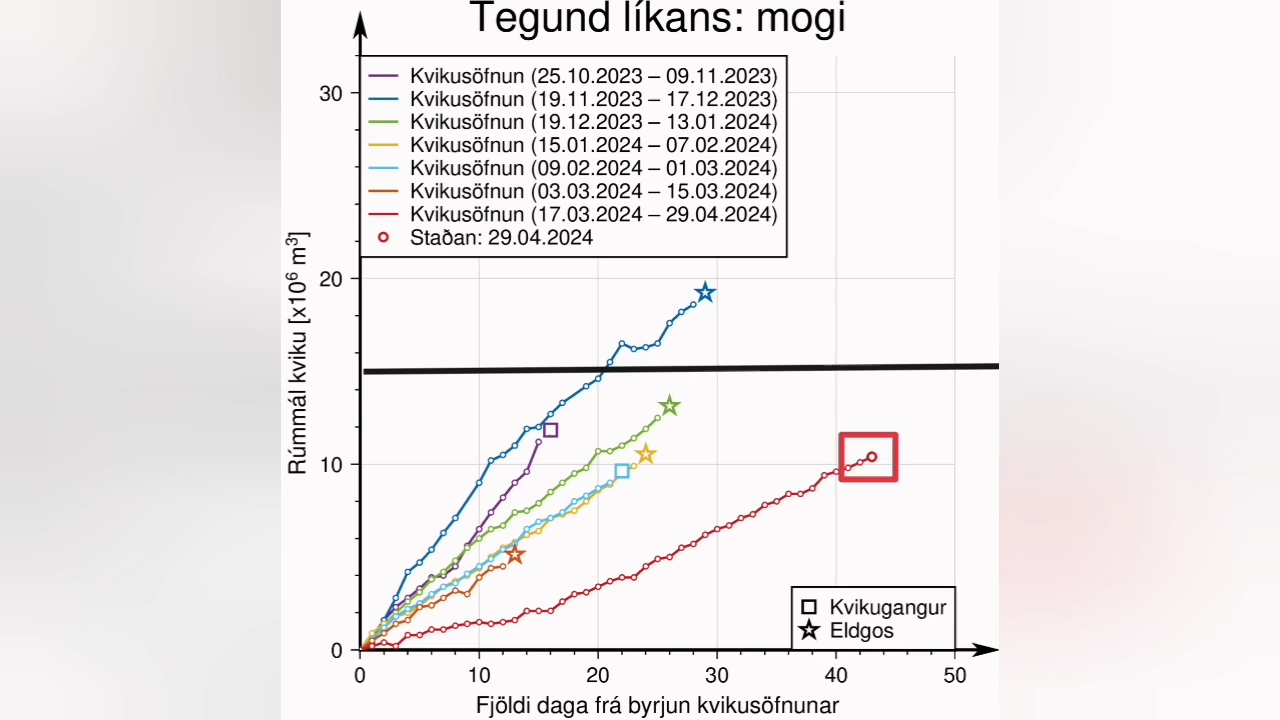 Tegund líkans: mogi
Kvikusöfnun (25.10.2023 – 09.11.2023)
Kvikusöfnun (19.11.2023 – 17.12.2023)
Kvikusöfnun (19.12.2023 – 13.01.2024)
Kvikusöfnun (15.01.2024 – 07.02.2024)
Kvikusöfnun (09.02.2024 – 01.03.2024)
Kvikusöfnun (03.03.2024 – 15.03.2024)
Kvikusöfnun (17.03.2024 – 29.04.2024)
Staðan: 29.04.2024
Rúmmál kviku [x10⁶ m³]
30
20
10
0
Kvikugangur
Eldgos
0 10 20 30 40 50
Fjöldi daga frá byrjun kvikusöfnunar